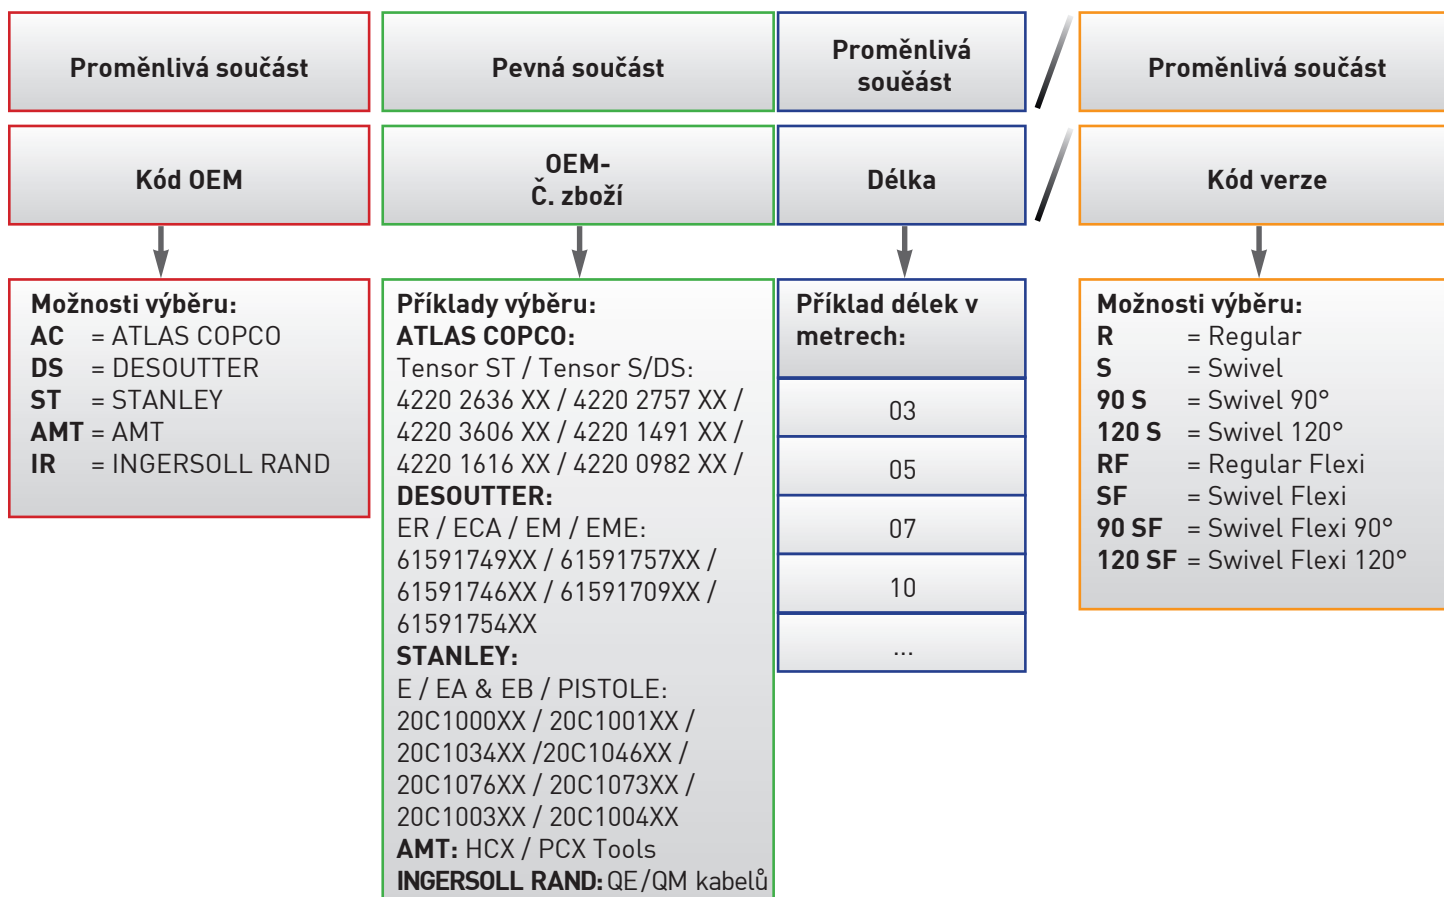 Proměnlivá součást
Pevná součást
Proměnlivá
souěást
Proměnlivá součást
Kód OEM
OEM-
Č. zboží
Délka
Kód verze
Možnosti výběru:
AC = ATLAS COPCO
DS = DESOUTTER
ST = STANLEY
AMT = AMT
IR = INGERSOLL RAND
Příklady výběru:
ATLAS COPCO:
Tensor ST / Tensor S/DS:
4220 2636 XX / 4220 2757 XX /
4220 3606 XX / 4220 1491 XX /
4220 1616 XX / 4220 0982 XX /
DESOUTTER:
ER / ECA / EM / EME:
61591749XX / 61591757XX /
61591746XX / 61591709XX /
61591754XX
STANLEY:
E / EA & EB / PISTOLE:
20C1000XX / 20C1001XX /
20C1034XX /20C1046XX /
20C1076XX / 20C1073XX /
20C1003XX / 20C1004XX
AMT: HCX / PCX Tools
INGERSOLL RAND: QE/QM kabelů
Příklad délek v
metrech:
03
05
07
10
...
Možnosti výběru:
R = Regular
S = Swivel
90 S = Swivel 90°
120 S = Swivel 120°
RF = Regular Flexi
SF = Swivel Flexi
90 SF = Swivel Flexi 90°
120 SF = Swivel Flexi 120°